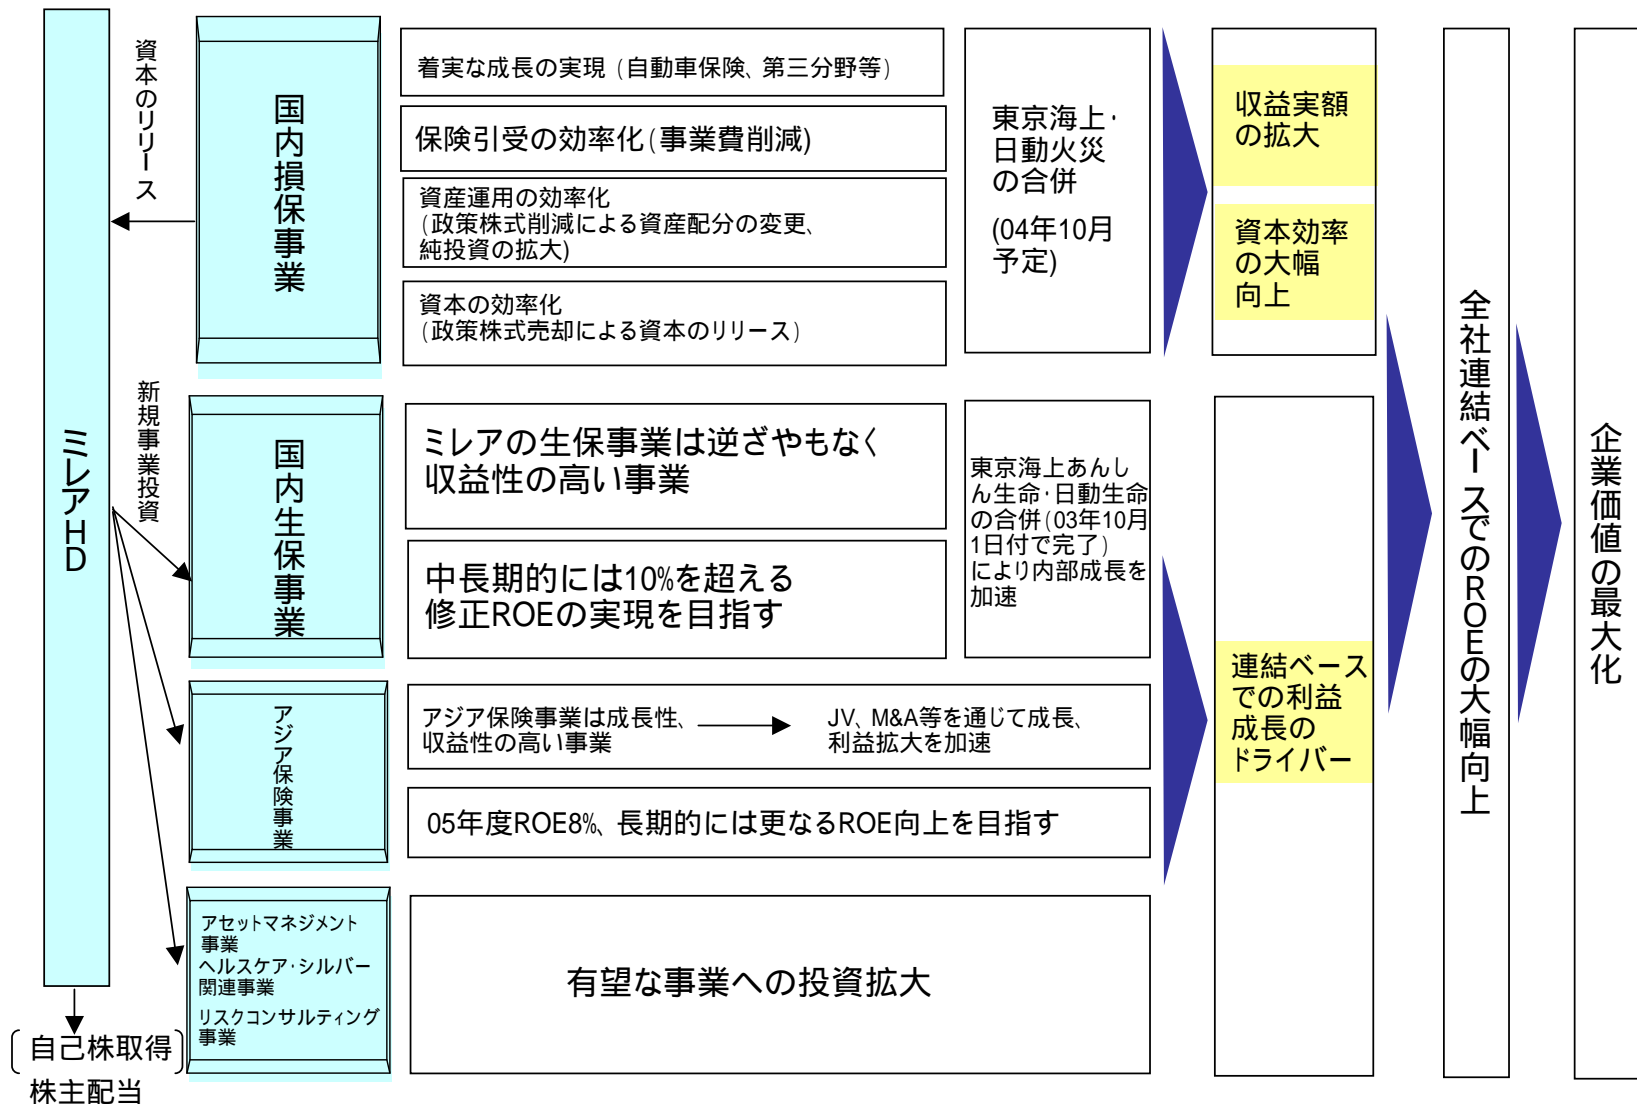 ミレアHD
資本のリリース
新規事業投資
自己株取得
株主配当
国内損保事業
着実な成長の実現（自動車保険、第三分野等）
保険引受の効率化(事業費削減)
資産運用の効率化
(政策株式削減による資産配分の変更、
純投資の拡大)
資本の効率化
(政策株式売却による資本のリリース)
東京海上・
日動火災
の合併
(04年10月
予定)
収益実額
の拡大
資本効率
の大幅
向上
国内生保事業
ミレアの生保事業は逆ざやもなく
収益性の高い事業
中長期的には10%を超える
修正ROEの実現を目指す
東京海上あんし
ん生命・日動生命
の合併(03年10月
1日付で完了)
により内部成長を
加速
アジア保険事業
アジア保険事業は成長性、
収益性の高い事業
JV、M&A等を通じて成長、
利益拡大を加速
05年度ROE8%、長期的には更なるROE向上を目指す
アセットマネジメント
事業
ヘルスケア・シルバー
関連事業
リスクコンサルティング
事業
有望な事業への投資拡大
連結ベース
での利益
成長の
ドライバー
全社連結ベースでのROEの大幅向上
企業価値の最大化